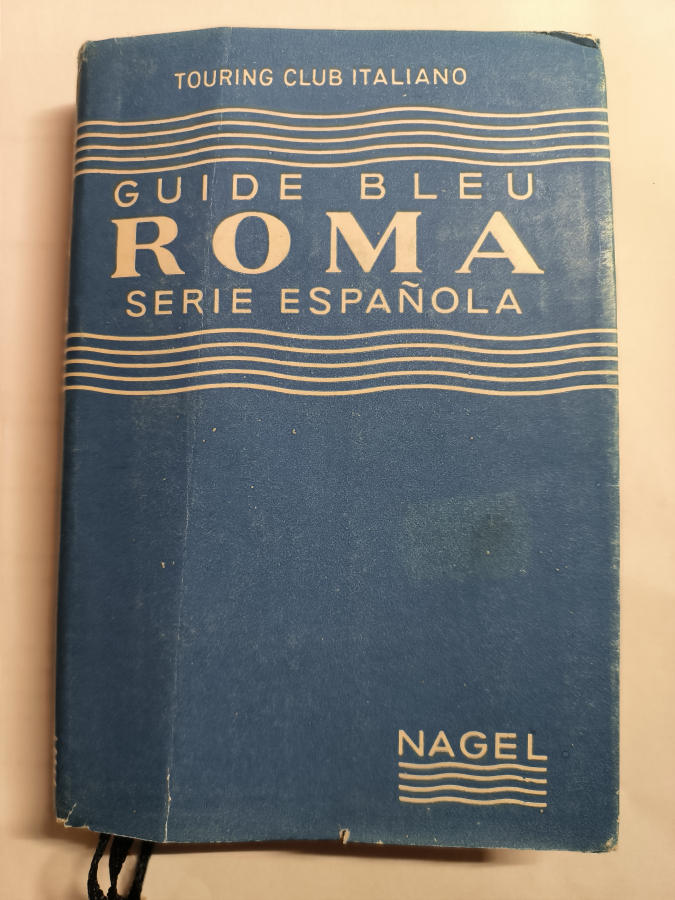 TOURING CLUB ITALIANO
GUIDE BLEU
ROMA
SERIE ESPAÑOLA
NAGEL